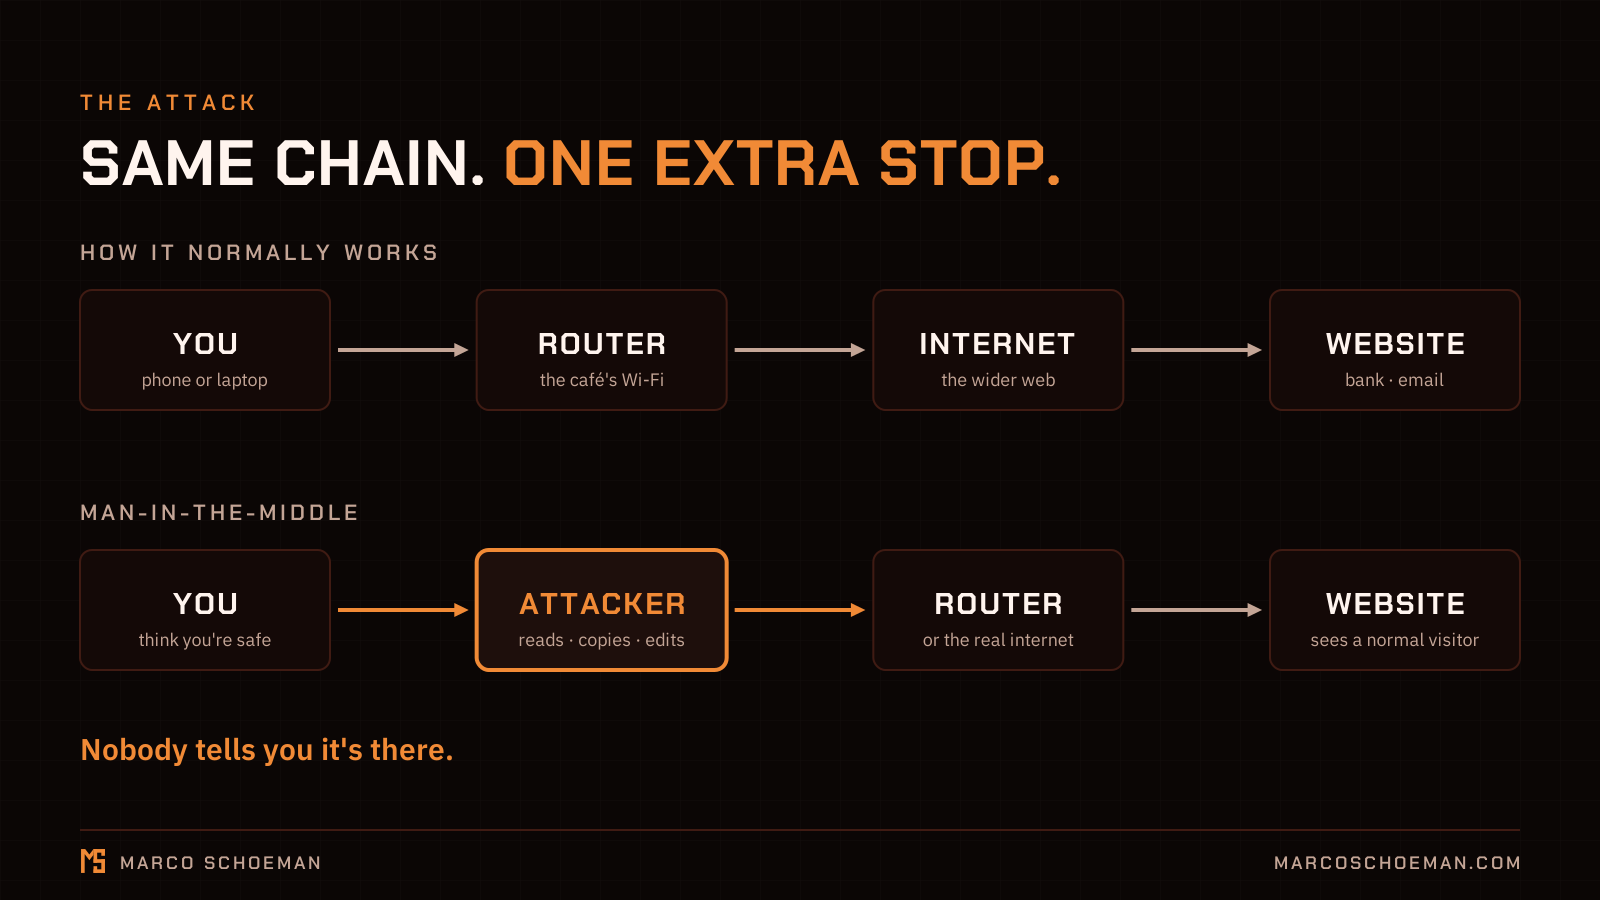 THE ATTACK
SAME CHAIN. ONE EXTRA STOP.
HOW IT NORMALLY WORKS
YOU
phone or laptop
ROUTER
the café's Wi-Fi
INTERNET
the wider web
WEBSITE
bank · email
MAN-IN-THE-MIDDLE
YOU
think you're safe
ATTACKER
reads · copies · edits
ROUTER
or the real internet
WEBSITE
sees a normal visitor
Nobody tells you it's there.
MS MARCO SCHOEMAN
MARCOSCHOEMAN.COM